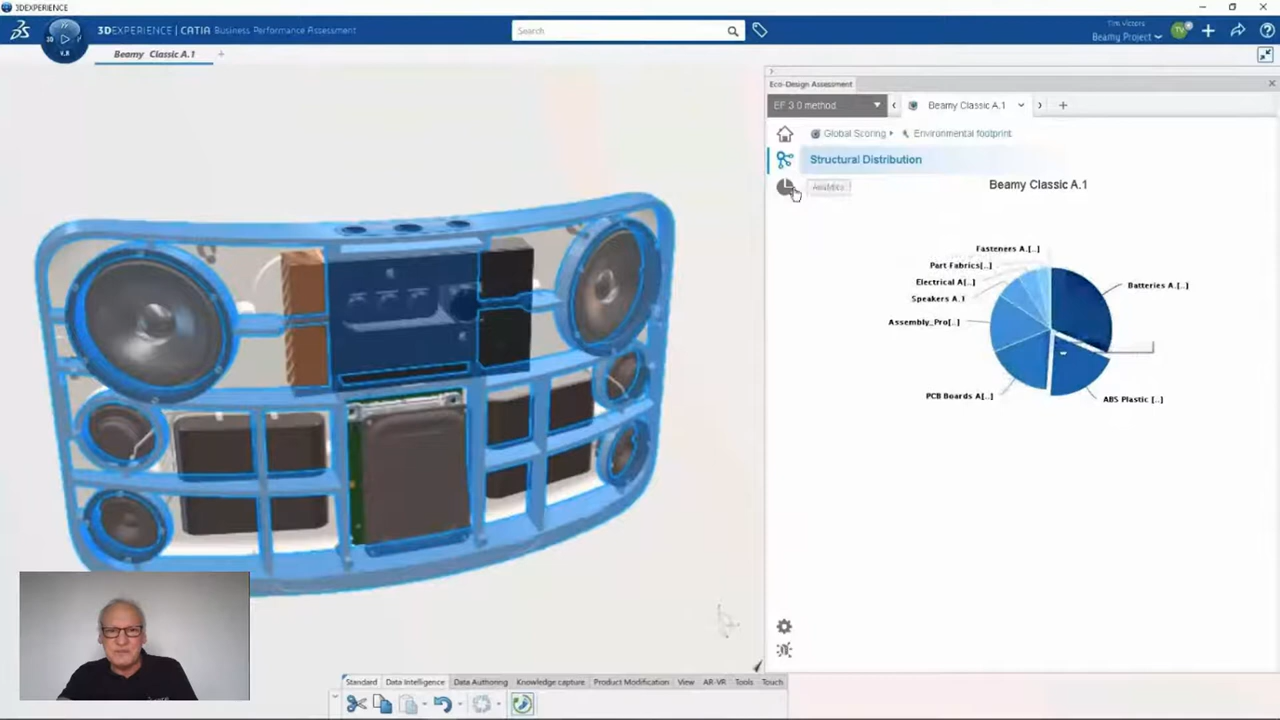 3DEXPERIENCE
3DEXPERIENCE | CATIA Business Performance Assessment
Search
Tim Victors
Beamy Project
TV
3D
V.R
Beamy Classic A.1
Eco-Design Assessment
EF 3.0 method
Beamy Classic A.1
Global Scoring
Environmental footprint
Structural Distribution
Analytics
Beamy Classic A.1
Fasteners A.[..]
Part Fabrics[..]
Electrical A[..]
Speakers A.1
Assembly_Pro[..]
PCB Boards A[..]
Batteries A.[..]
ABS Plastic [..]
Standard
Data Intelligence
Data Authoring
Knowledge capture
Product Modification
View
AR-VR
Tools
Touch